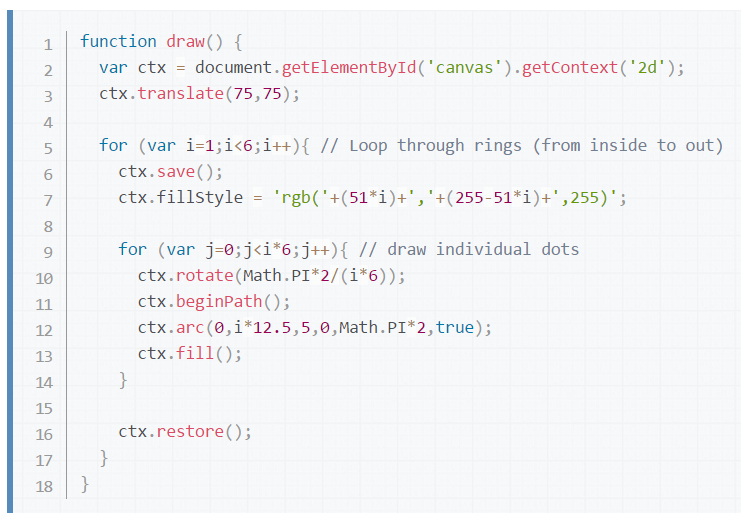 1 function draw() {
2 var ctx = document.getElementById('canvas').getContext('2d');
3 ctx.translate(75,75);
4
5 for (var i=1;i<6;i++){ // Loop through rings (from inside to out)
6 ctx.save();
7 ctx.fillStyle = 'rgb('+(51*i)+','+(255-51*i)+',255)';
8
9 for (var j=0;j<i*6;j++){ // draw individual dots
10 ctx.rotate(Math.PI*2/(i*6));
11 ctx.beginPath();
12 ctx.arc(0,i*12.5,5,0,Math.PI*2,true);
13 ctx.fill();
14 }
15
16 ctx.restore();
17 }
18 }